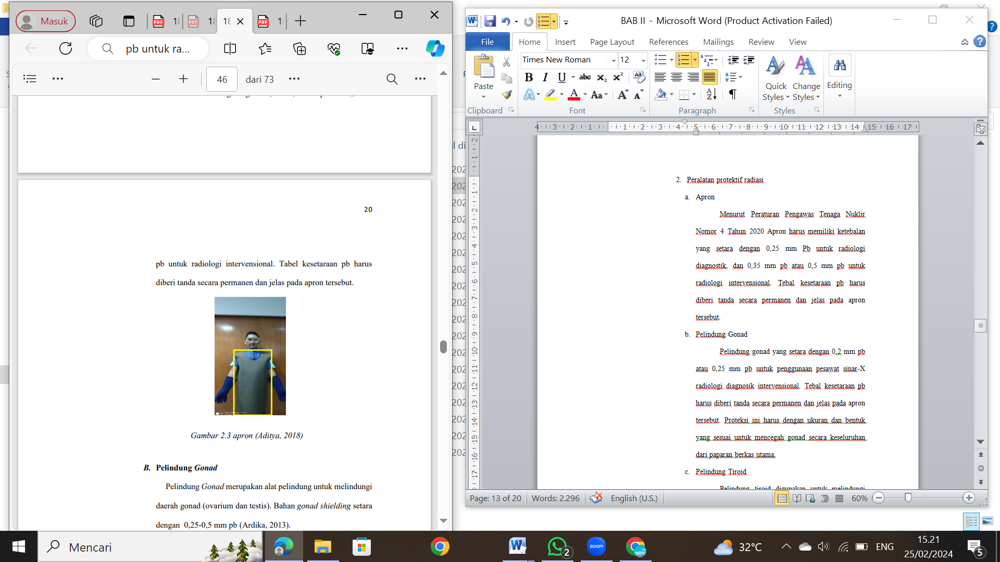 Masuk
pb untuk ra...
46 dari 73
20
pb untuk radiologi intervensional. Tabel kesetaraan pb harus
diberi tanda secara permanen dan jelas pada apron tersebut.
Gambar 2.3 apron (Aditya, 2018)
B. Pelindung Gonad
Pelindung Gonad merupakan alat pelindung untuk melindungi
daerah gonad (ovarium dan testis). Bahan gonad shielding setara
dengan 0,25-0,5 mm pb (Ardika, 2013).
BAB II - Microsoft Word (Product Activation Failed)
File Home Insert Page Layout References Mailings Review View
Times New Roman 12
Paste
Quick Styles
Change Styles
Editing
Clipboard Font Paragraph Styles
2. Peralatan protektif radiasi
a. Apron
Menurut Peraturan Pengawas Tenaga Nuklir
Nomor 4 Tahun 2020 Apron harus memiliki ketebalan
yang setara dengan 0,25 mm Pb untuk radiologi
diagnostik, dan 0,35 mm pb atau 0,5 mm pb untuk
radiologi intervensional. Tebal kesetaraan pb harus
diberi tanda secara permanen dan jelas pada apron
tersebut.
b. Pelindung Gonad
Pelindung gonad yang setara dengan 0,2 mm pb
atau 0,25 mm pb untuk penggunaan pesawat sinar-X
radiologi diagnosik intervensional. Tebal kesetaraan pb
harus diberi tanda secara permanen dan jelas pada apron
tersebut. Proteksi ini harus dengan ukuran dan bentuk
yang sesuai untuk mencegah gonad secara keseluruhan
dari paparan berkas utama.
c. Pelindung Tiroid
Pelindung tiroid digunakan untuk melindungi
Page: 13 of 20 Words: 2.296 English (U.S.) 60%
Mencari
zoom
2
32°C
ENG
15.21
25/02/2024
5